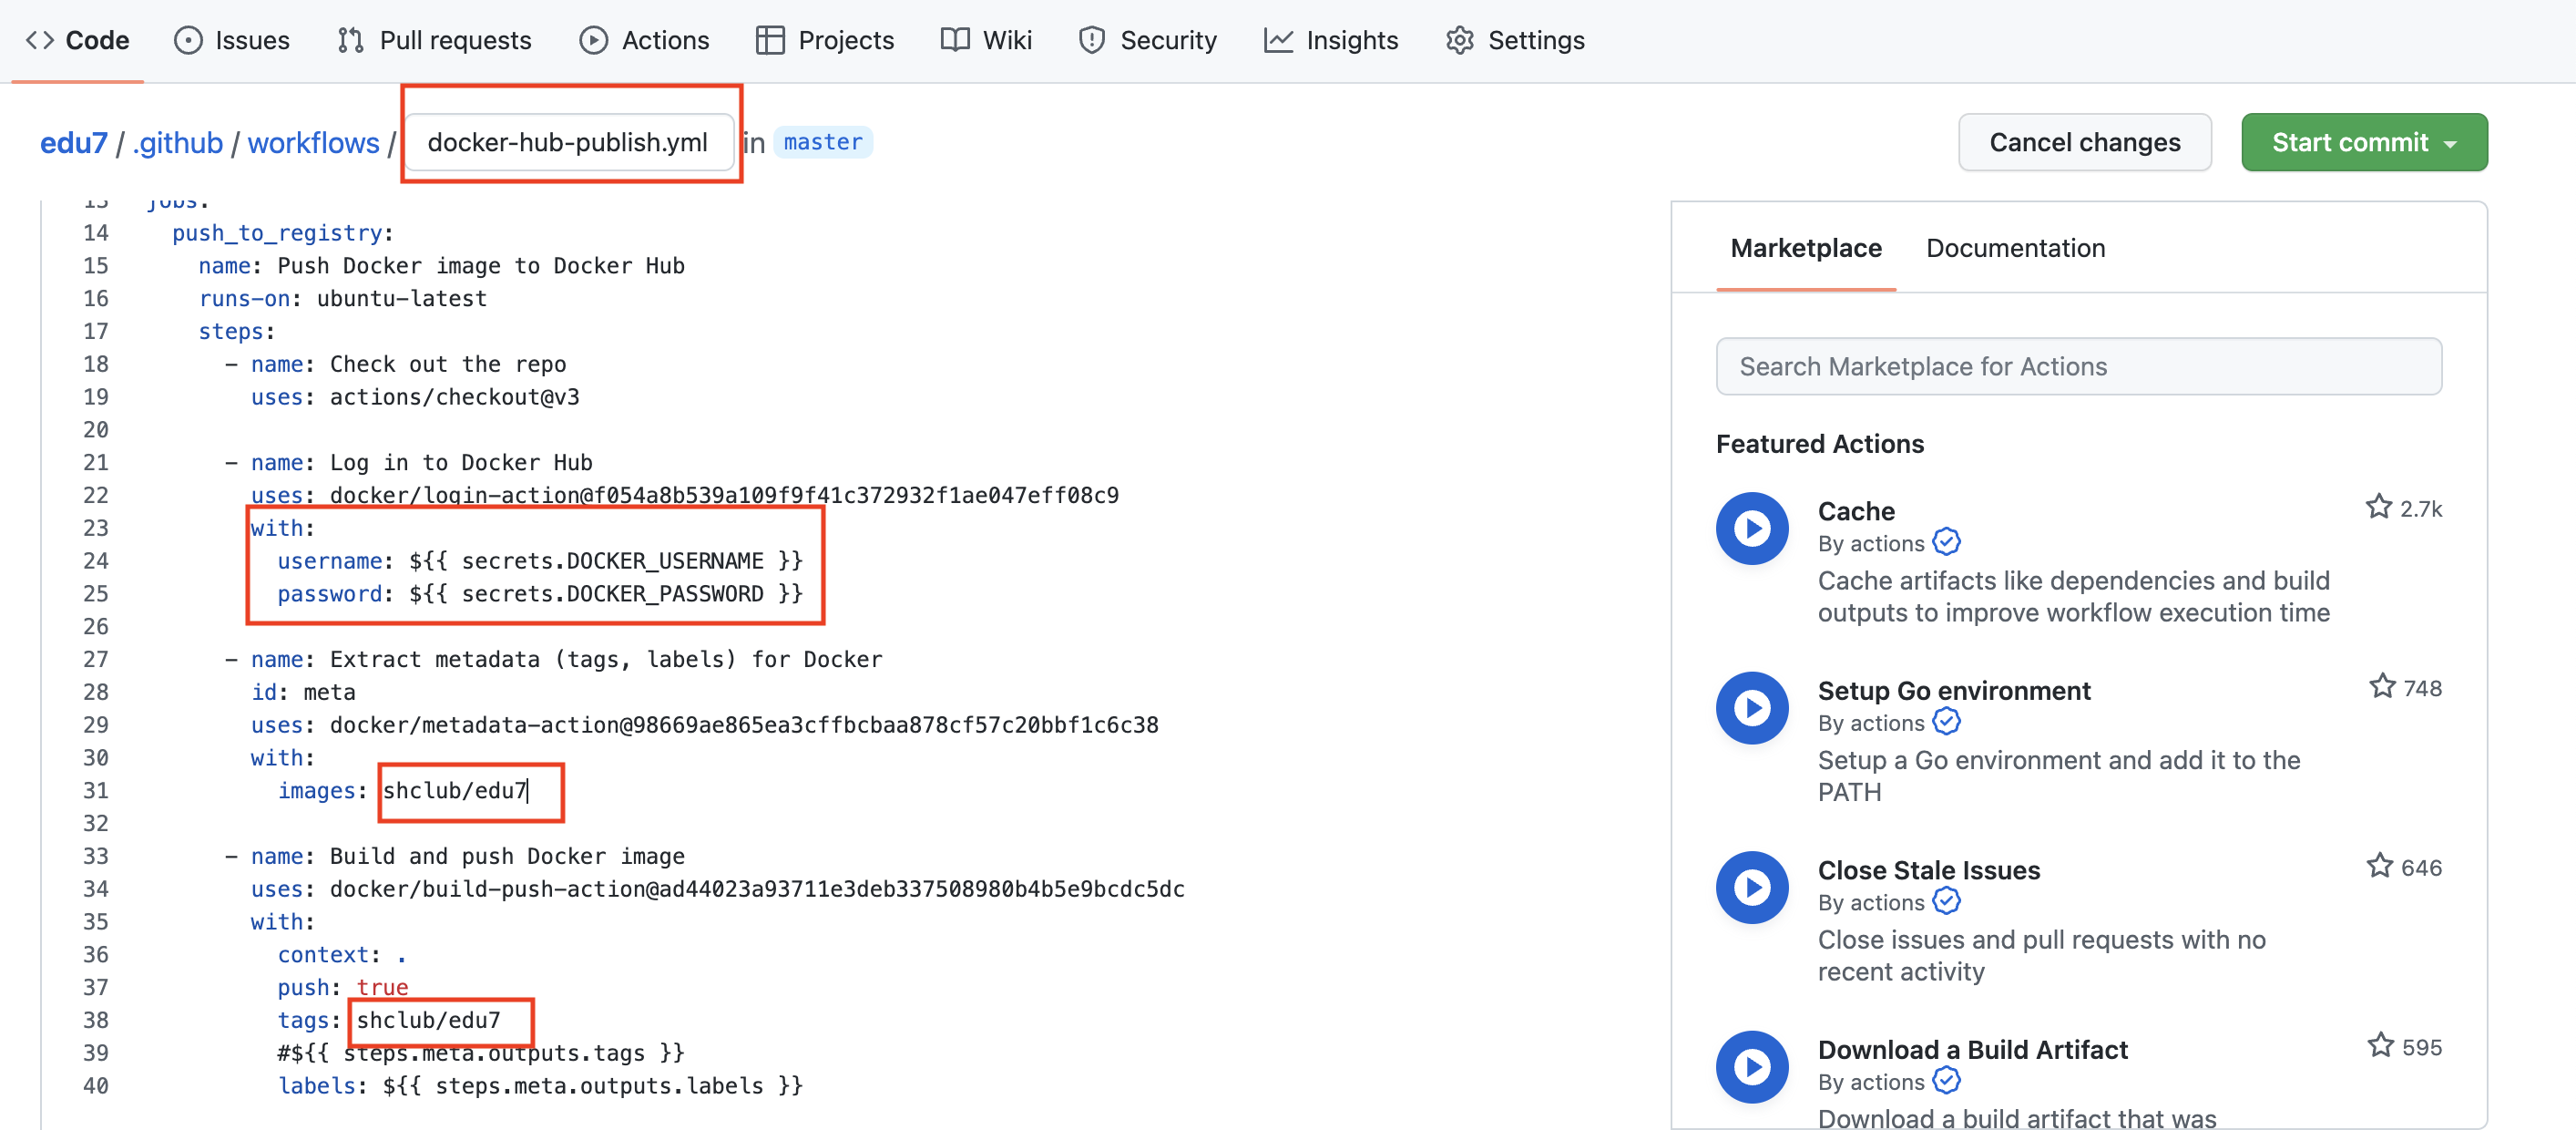 Code Issues Pull requests Actions Projects Wiki Security Insights Settings
edu7 / .github / workflows / docker-hub-publish.yml in master
Cancel changes
Start commit
13 jobs:
14 push_to_registry:
15 name: Push Docker image to Docker Hub
16 runs-on: ubuntu-latest
17 steps:
18 - name: Check out the repo
19 uses: actions/checkout@v3
20
21 - name: Log in to Docker Hub
22 uses: docker/login-action@f054a8b539a109f9f41c372932f1ae047eff08c9
23 with:
24 username: ${{ secrets.DOCKER_USERNAME }}
25 password: ${{ secrets.DOCKER_PASSWORD }}
26
27 - name: Extract metadata (tags, labels) for Docker
28 id: meta
29 uses: docker/metadata-action@98669ae865ea3cffbcbaa878cf57c20bbf1c6c38
30 with:
31 images: shclub/edu7
32
33 - name: Build and push Docker image
34 uses: docker/build-push-action@ad44023a93711e3deb337508980b4b5e9bcdc5dc
35 with:
36 context: .
37 push: true
38 tags: shclub/edu7
39 #${{ steps.meta.outputs.tags }}
40 labels: ${{ steps.meta.outputs.labels }}
Marketplace Documentation
Search Marketplace for Actions
Featured Actions
Cache 2.7k
By actions
Cache artifacts like dependencies and build
outputs to improve workflow execution time
Setup Go environment 748
By actions
Setup a Go environment and add it to the
PATH
Close Stale Issues 646
By actions
Close issues and pull requests with no
recent activity
Download a Build Artifact 595
By actions
Download a build artifact that was